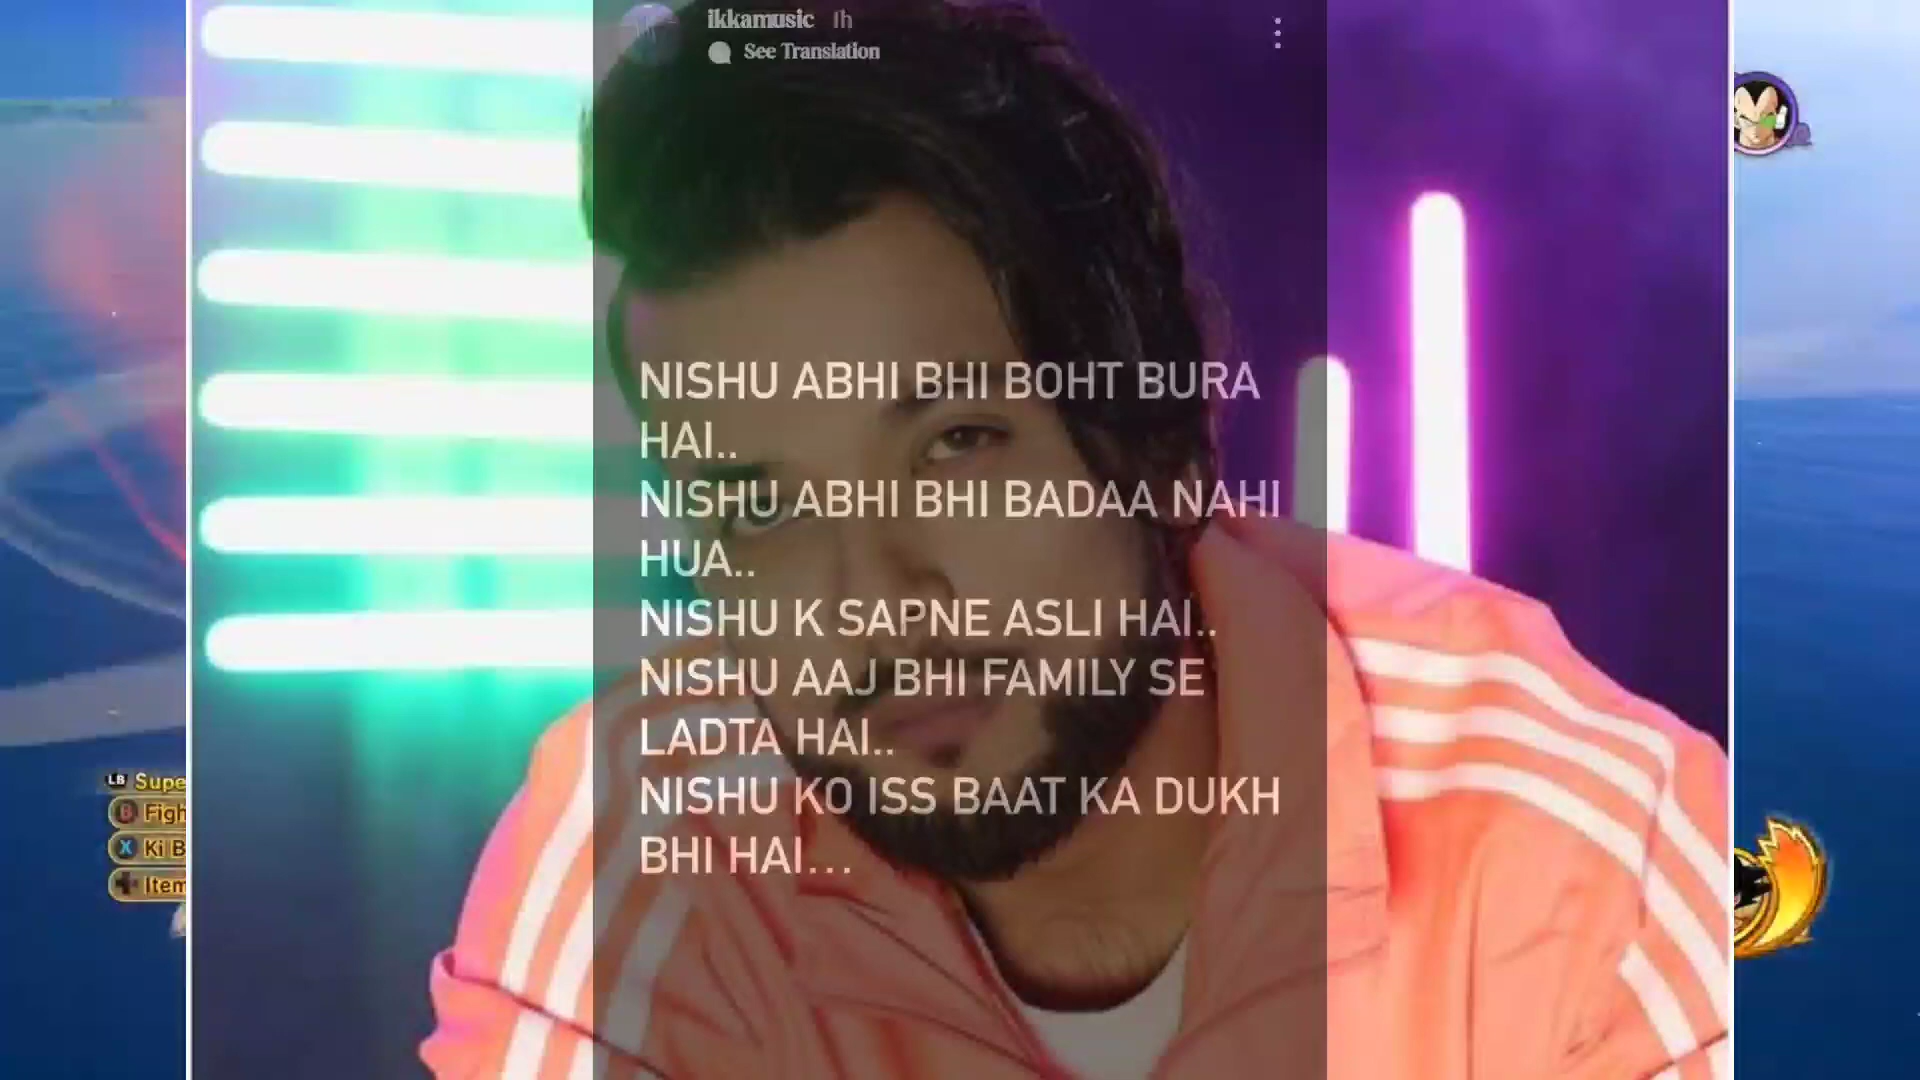 ikkamusic 1h
See Translation
NISHU ABHI BHI BOHT BURA
HAI..
NISHU ABHI BHI BADAA NAHI
HUA..
NISHU K SAPNE ASLI HAI..
NISHU AAJ BHI FAMILY SE
LADTA HAI..
NISHU KO ISS BAAT KA DUKH
BHI HAI...
LB Supe
B Figh
X Ki B
Item